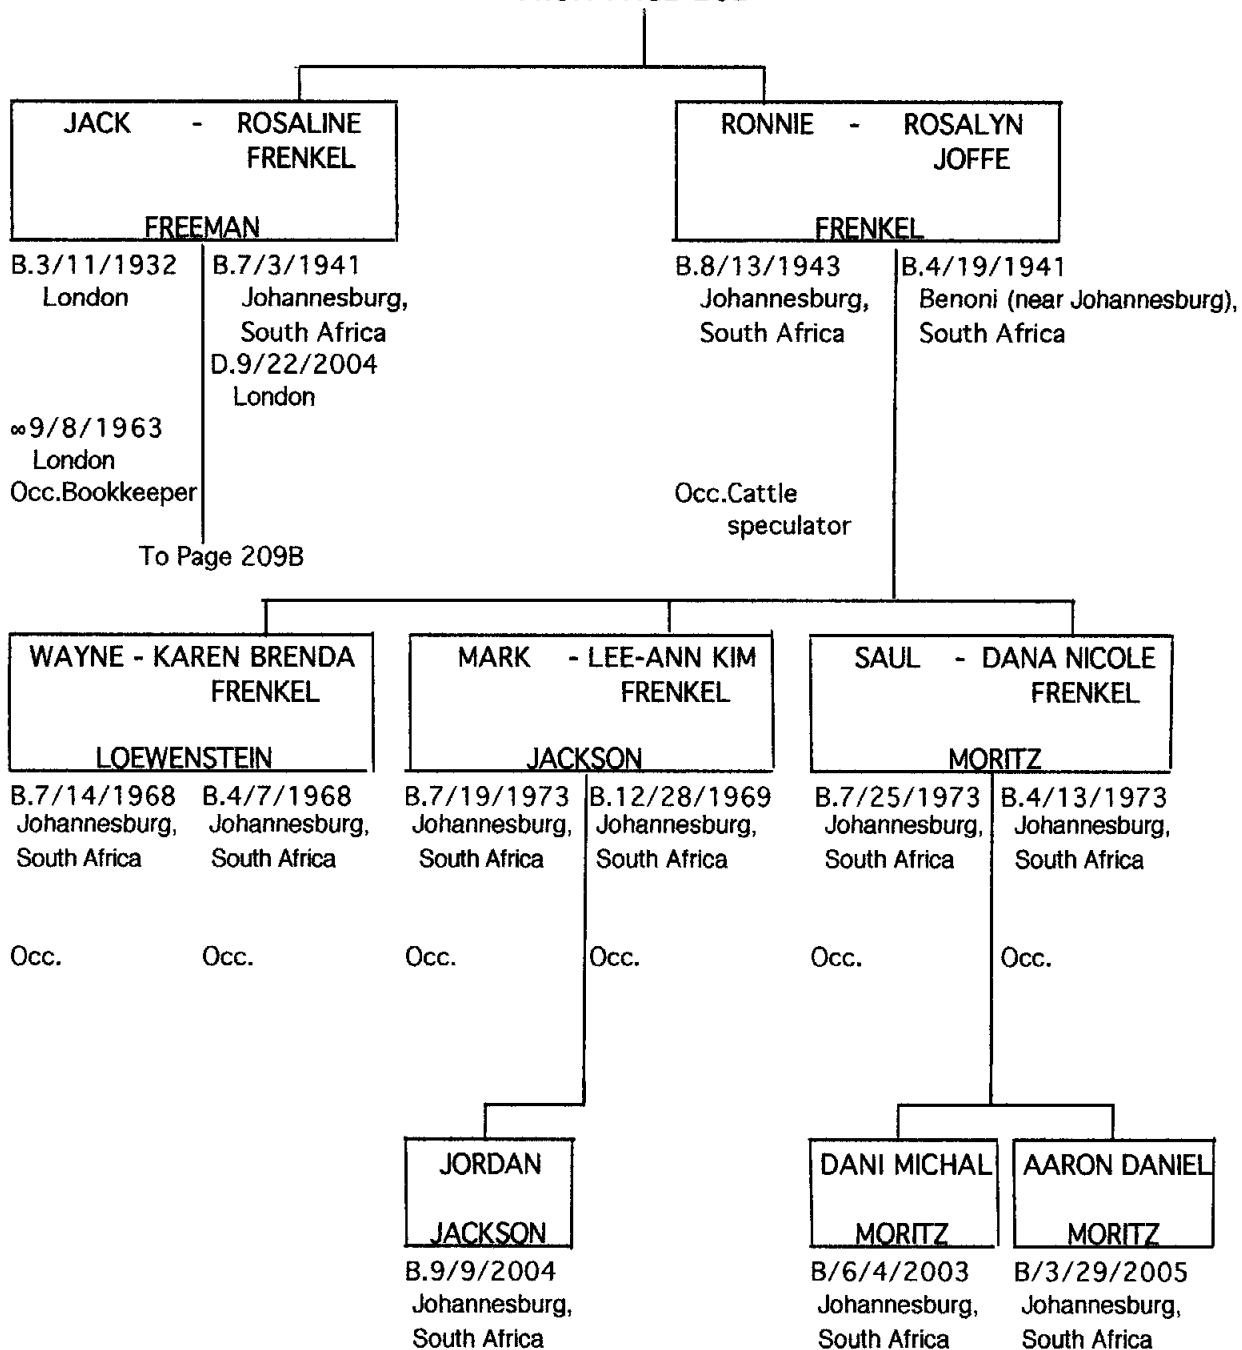 JACK - ROSALINE
FRENKEL
FREEMAN
B.3/11/1932
London
B.7/3/1941
Johannesburg,
South Africa
D.9/22/2004
London
∞9/8/1963
London
Occ.Bookkeeper
To Page 209B
RONNIE - ROSALYN
JOFFE
FRENKEL
B.8/13/1943
Johannesburg,
South Africa
B.4/19/1941
Benoni (near Johannesburg),
South Africa
Occ.Cattle
speculator
WAYNE - KAREN BRENDA
FRENKEL
LOEWENSTEIN
B.7/14/1968
Johannesburg,
South Africa
Occ.
B.4/7/1968
Johannesburg,
South Africa
Occ.
MARK - LEE-ANN KIM
FRENKEL
JACKSON
B.7/19/1973
Johannesburg,
South Africa
Occ.
B.12/28/1969
Johannesburg,
South Africa
Occ.
SAUL - DANA NICOLE
FRENKEL
MORITZ
B.7/25/1973
Johannesburg,
South Africa
Occ.
B.4/13/1973
Johannesburg,
South Africa
Occ.
JORDAN
JACKSON
B.9/9/2004
Johannesburg,
South Africa
DANI MICHAL
MORITZ
B/6/4/2003
Johannesburg,
South Africa
AARON DANIEL
MORITZ
B/3/29/2005
Johannesburg,
South Africa